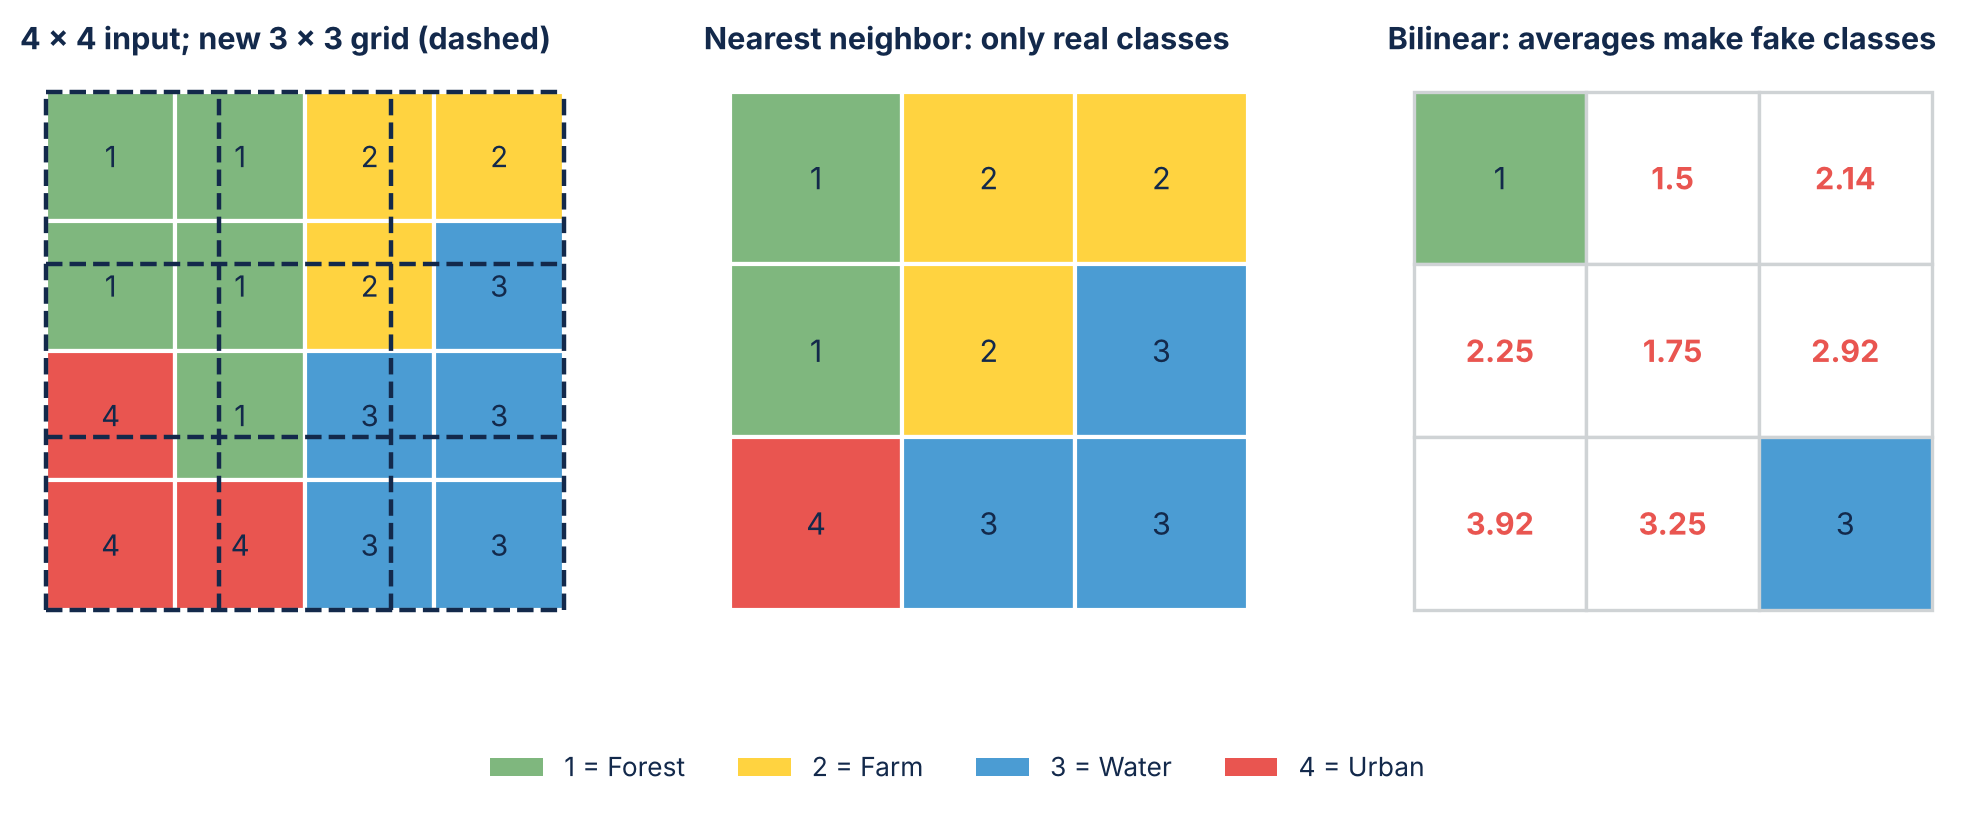 4 × 4 input; new 3 × 3 grid (dashed)
1 1 2 2
1 1 2 3
4 1 3 3
4 4 3 3
Nearest neighbor: only real classes
1 2 2
1 2 3
4 3 3
Bilinear: averages make fake classes
1 1.5 2.14
2.25 1.75 2.92
3.92 3.25 3
1 = Forest 2 = Farm 3 = Water 4 = Urban